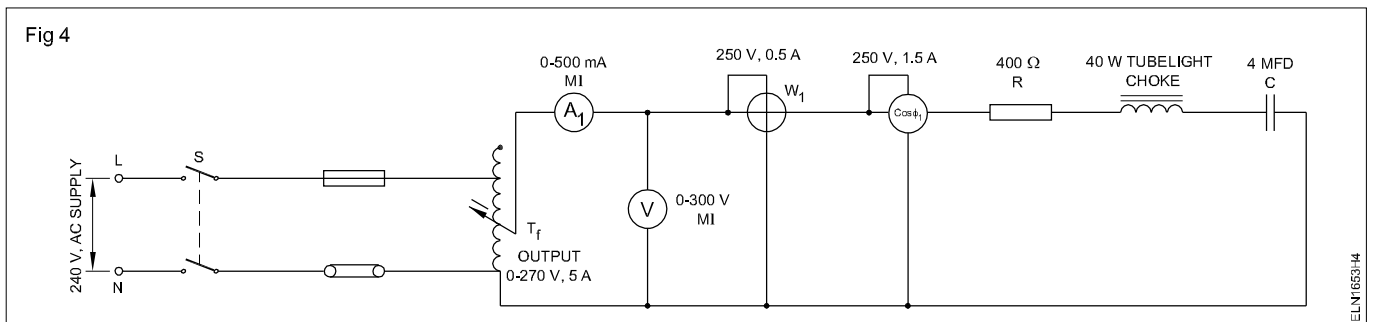 Fig 4
0-500 mA
MI
A1
250 V, 0.5 A
W1
250 V, 1.5 A
Cosϕ1
400 Ω
R
40 W TUBELIGHT
CHOKE
4 MFD
C
240 V, AC SUPPLY
L
S
N
Tf
OUTPUT
0-270 V, 5 A
V
0-300 V
MI
ELN1653H4